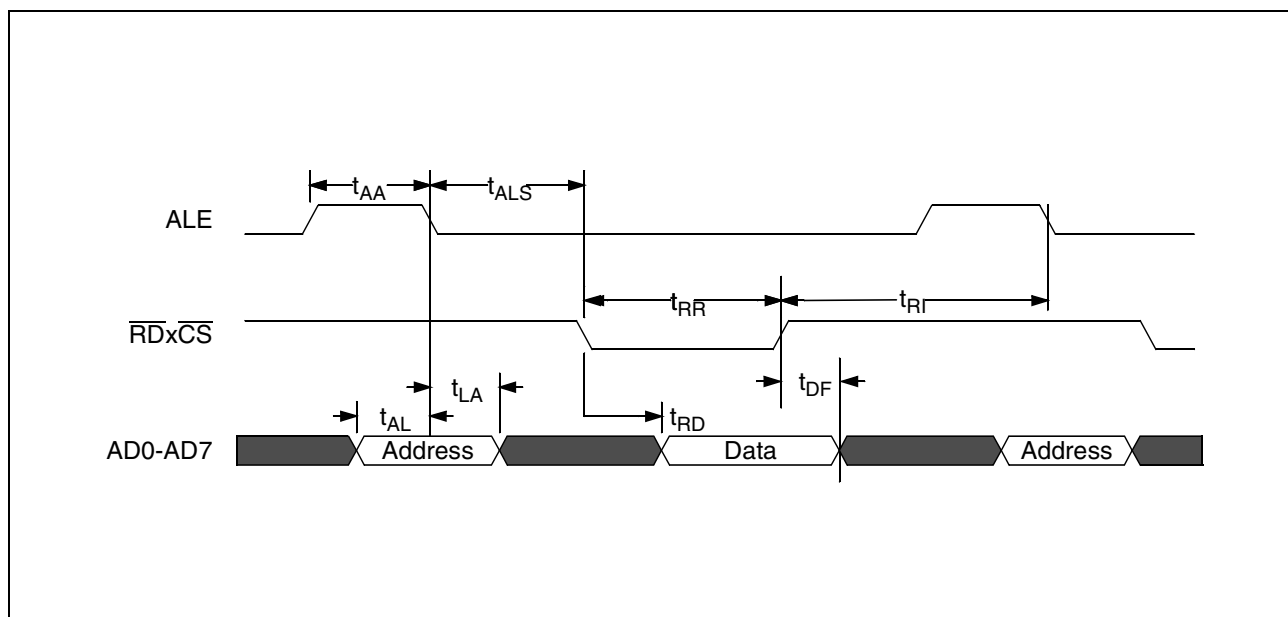 tAA
tALS
ALE
tRR
tRI
RDxCS
tLA
tDF
tAL
tRD
AD0-AD7
Address
Data
Address